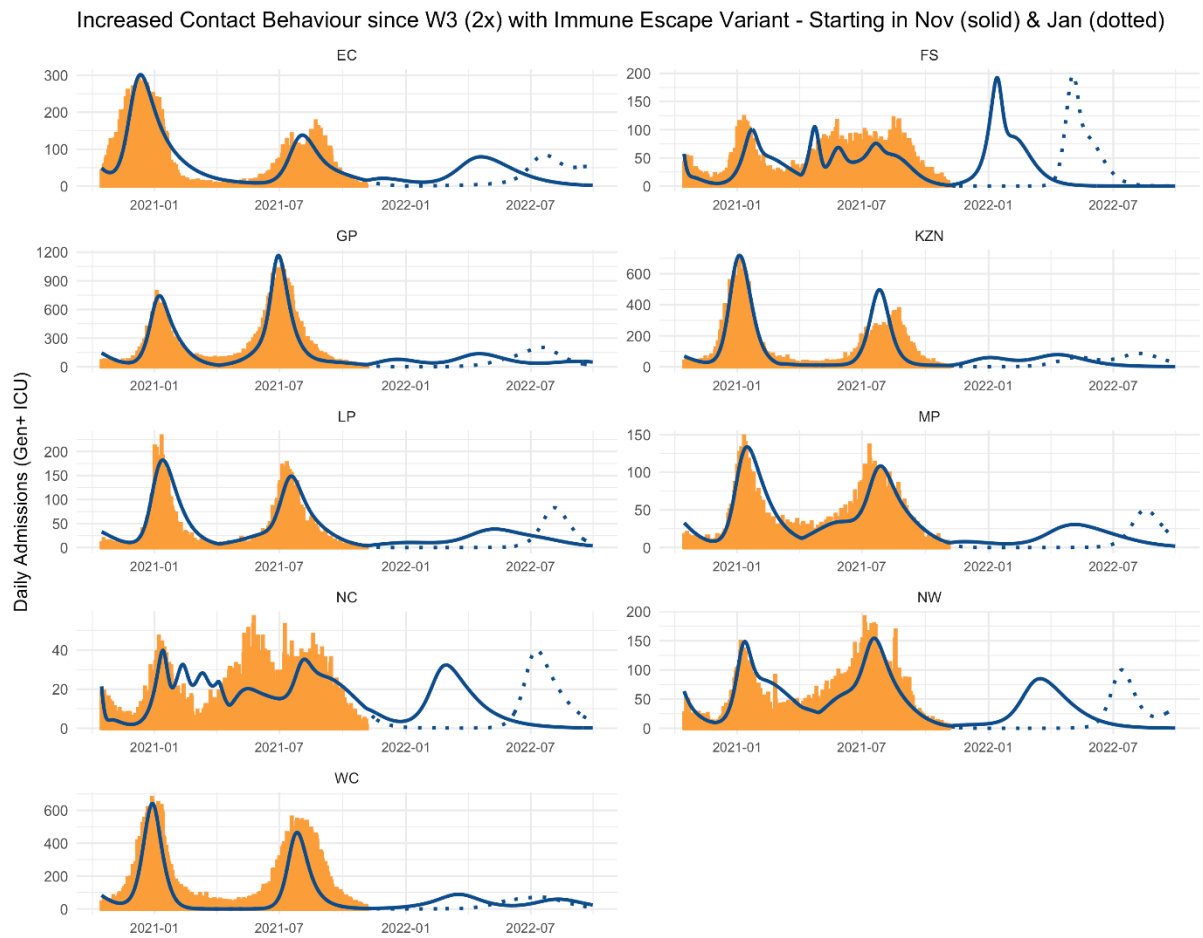 Increased Contact Behaviour since W3 (2x) with Immune Escape Variant - Starting in Nov (solid) & Jan (dotted)
Daily Admissions (Gen+ ICU)
EC
300
200
100
0
2021-01 2021-07 2022-01 2022-07
FS
200
150
100
50
0
2021-01 2021-07 2022-01 2022-07
GP
1200
900
600
300
0
2021-01 2021-07 2022-01 2022-07
KZN
600
400
200
0
2021-01 2021-07 2022-01 2022-07
LP
200
150
100
50
0
2021-01 2021-07 2022-01 2022-07
MP
150
100
50
0
2021-01 2021-07 2022-01 2022-07
NC
40
20
0
2021-01 2021-07 2022-01 2022-07
NW
200
150
100
50
0
2021-01 2021-07 2022-01 2022-07
WC
600
400
200
0
2021-01 2021-07 2022-01 2022-07